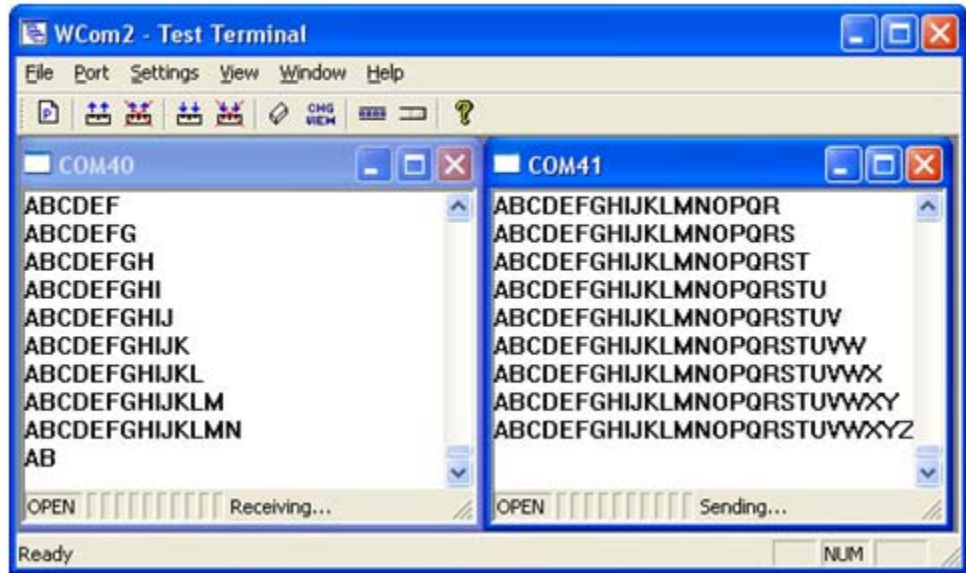 WCom2 - Test Terminal
File Port Settings View Window Help
P CHG VIEW ?
COM40
ABCDEF
ABCDEFG
ABCDEFGH
ABCDEFGHI
ABCDEFGHIJ
ABCDEFGHIJK
ABCDEFGHIJKL
ABCDEFGHIJKLM
ABCDEFGHIJKLMN
AB
OPEN Receiving...
COM41
ABCDEFGHIJKLMNOPQR
ABCDEFGHIJKLMNOPQRS
ABCDEFGHIJKLMNOPQRST
ABCDEFGHIJKLMNOPQRSTU
ABCDEFGHIJKLMNOPQRSTUV
ABCDEFGHIJKLMNOPQRSTUVW
ABCDEFGHIJKLMNOPQRSTUVWX
ABCDEFGHIJKLMNOPQRSTUVWXY
ABCDEFGHIJKLMNOPQRSTUVWXYZ
OPEN Sending...
Ready NUM